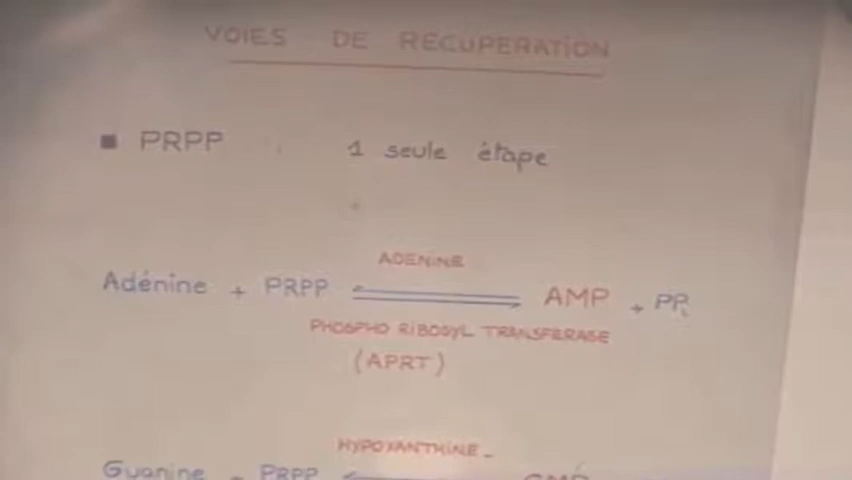 VOIES DE RECUPERATION
■ PRPP 1 seule étape
ADENINE
Adénine + PRPP ⇌ AMP + PPi
PHOSPHO RIBOSYL TRANSFERASE
(APRT)
HYPOXANTHINE -
Guanine - PRPP GMP